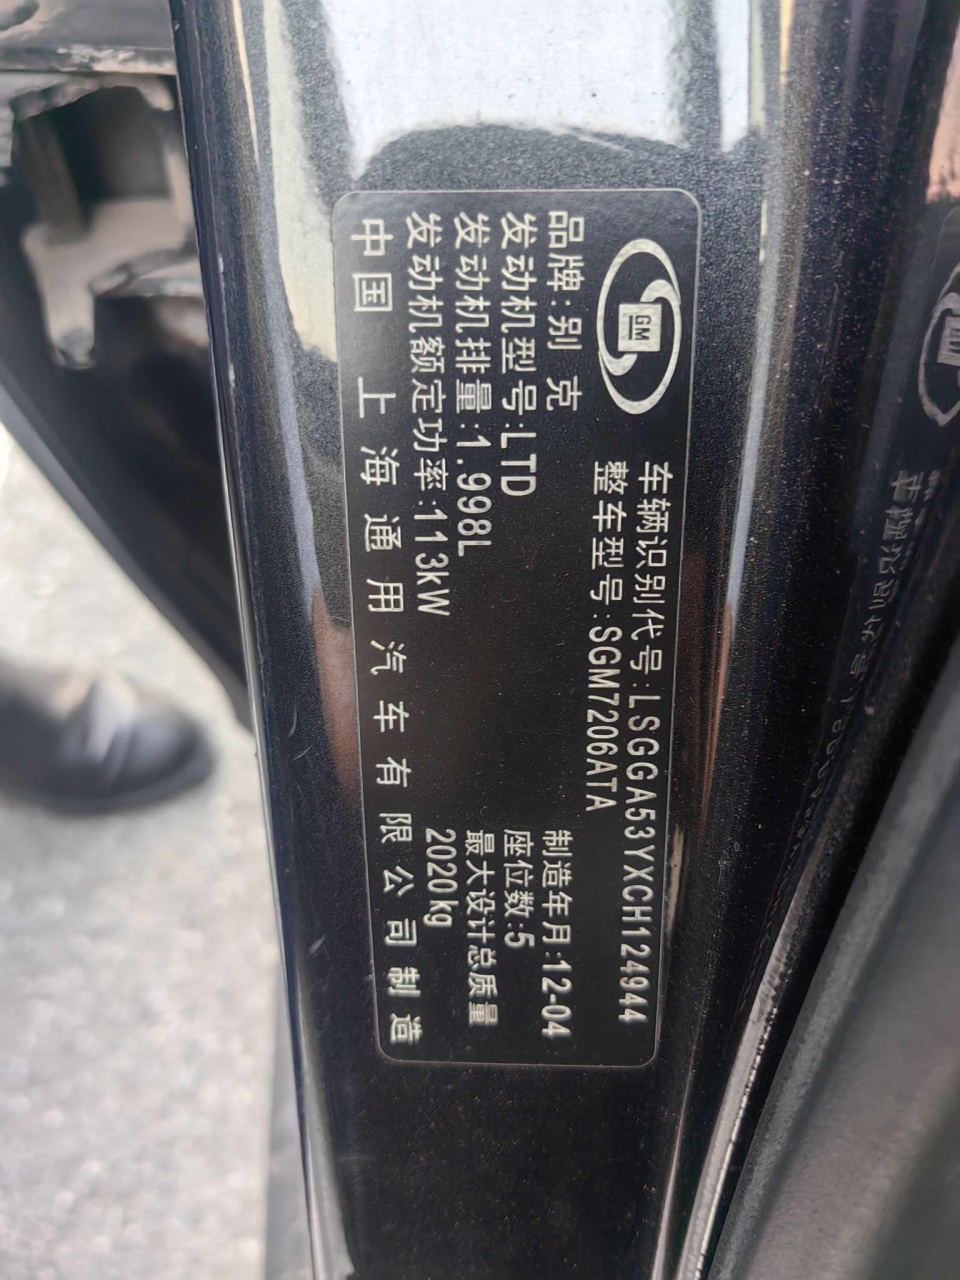 GM
车辆识别代号:LSGGA53YXCH124944
整车型号:SGM7206ATA
品牌:别 克
发动机型号:LTD
发动机排量:1.998L
发动机额定功率:113kW
制造年月:12-04
座位数:5
最大设计总质量
2020kg
中国 上海通用汽车有限公司制造